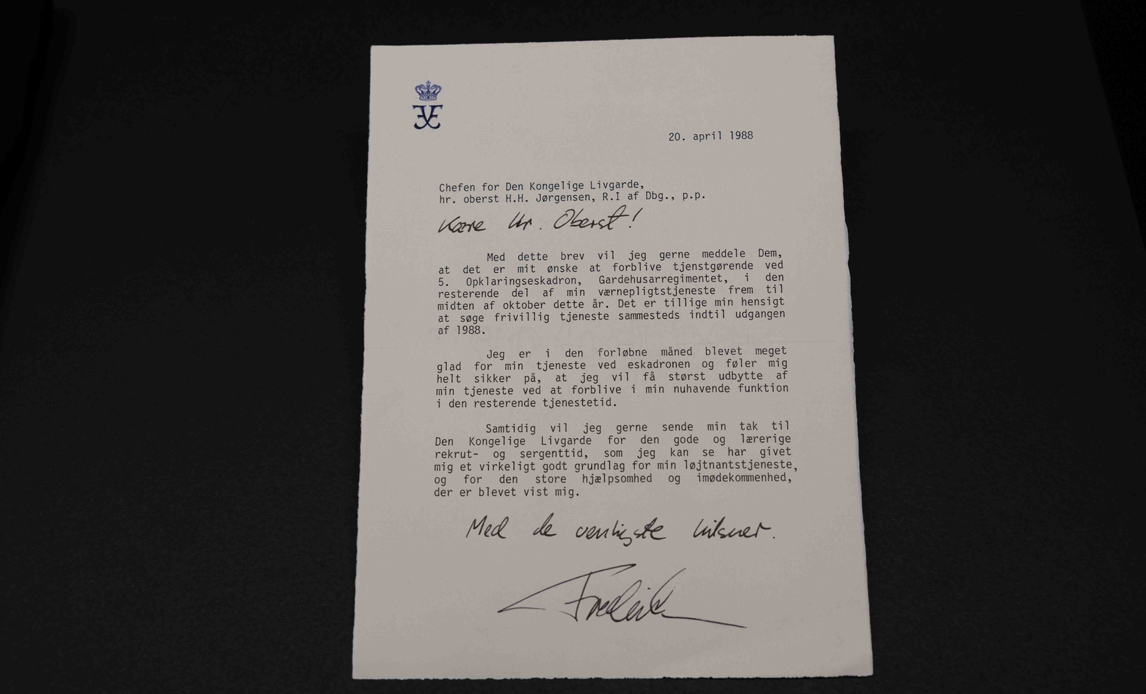 20. april 1988
Chefen for Den Kongelige Livgarde,
hr. oberst H.H. Jørgensen, R.I af Dbg., p.p.
Kære Hr. Oberst!
Med dette brev vil jeg gerne meddele Dem,
at det er mit ønske at forblive tjenstgørende ved
5. Opklaringseskadron, Gardehusarregimentet, i den
resterende del af min værnepligtstjeneste frem til
midten af oktober dette år. Det er tillige min hensigt
at søge frivillig tjeneste sammesteds indtil udgangen
af 1988.
Jeg er i den forløbne måned blevet meget
glad for min tjeneste ved eskadronen og føler mig
helt sikker på, at jeg vil få størst udbytte af
min tjeneste ved at forblive i min nuhavende funktion
i den resterende tjenestetid.
Samtidig vil jeg gerne sende min tak til
Den Kongelige Livgarde for den gode og lærerige
rekrut- og sergenttid, som jeg kan se har givet
mig et virkeligt godt grundlag for min løjtnantstjeneste,
og for den store hjælpsomhed og imødekommenhed,
der er blevet vist mig.
Med de venligste hilsner.
Frederik